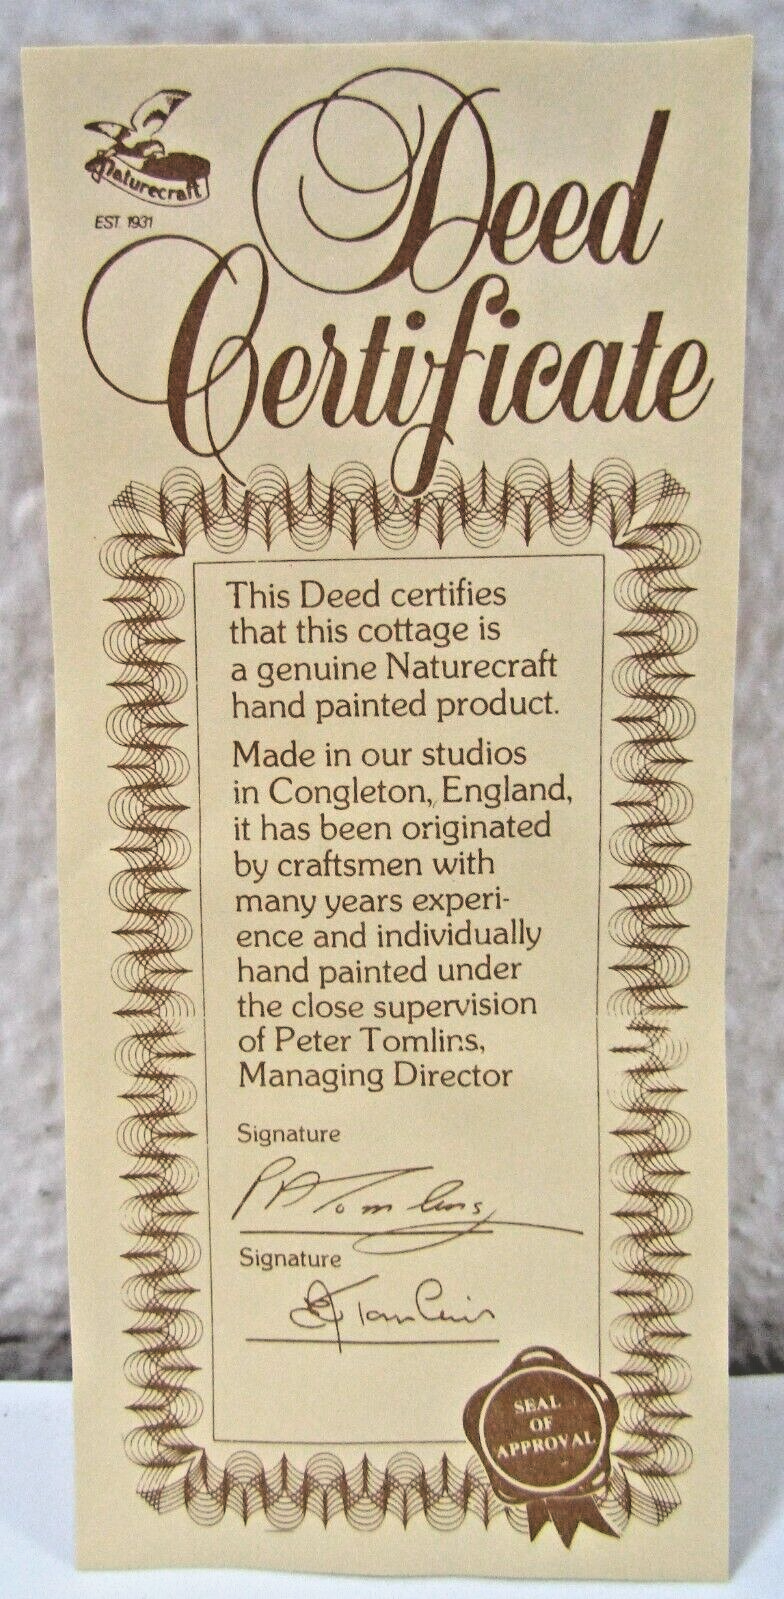 Naturecraft
EST. 1931
Deed
Certificate
This Deed certifies
that this cottage is
a genuine Naturecraft
hand painted product.
Made in our studios
in Congleton, England,
it has been originated
by craftsmen with
many years experi-
ence and individually
hand painted under
the close supervision
of Peter Tomlins,
Managing Director
Signature
P A Tomlins
Signature
Tomlins
SEAL
OF
APPROVAL